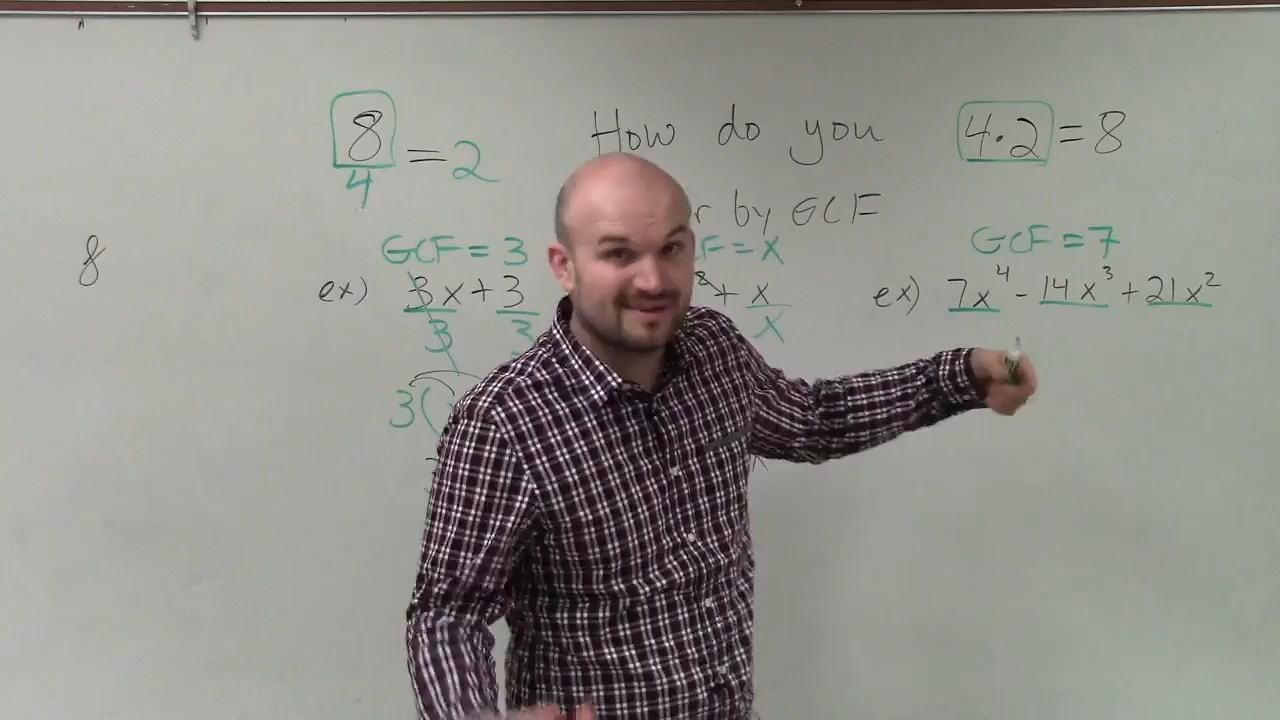 8/4 = 2
How do you
by GCF
4·2 = 8
8
GCF = 3
ex) 3x + 3
3 3
3(
= x
8 + x
x
GCF = 7
ex) 7x⁴ - 14x³ + 21x²